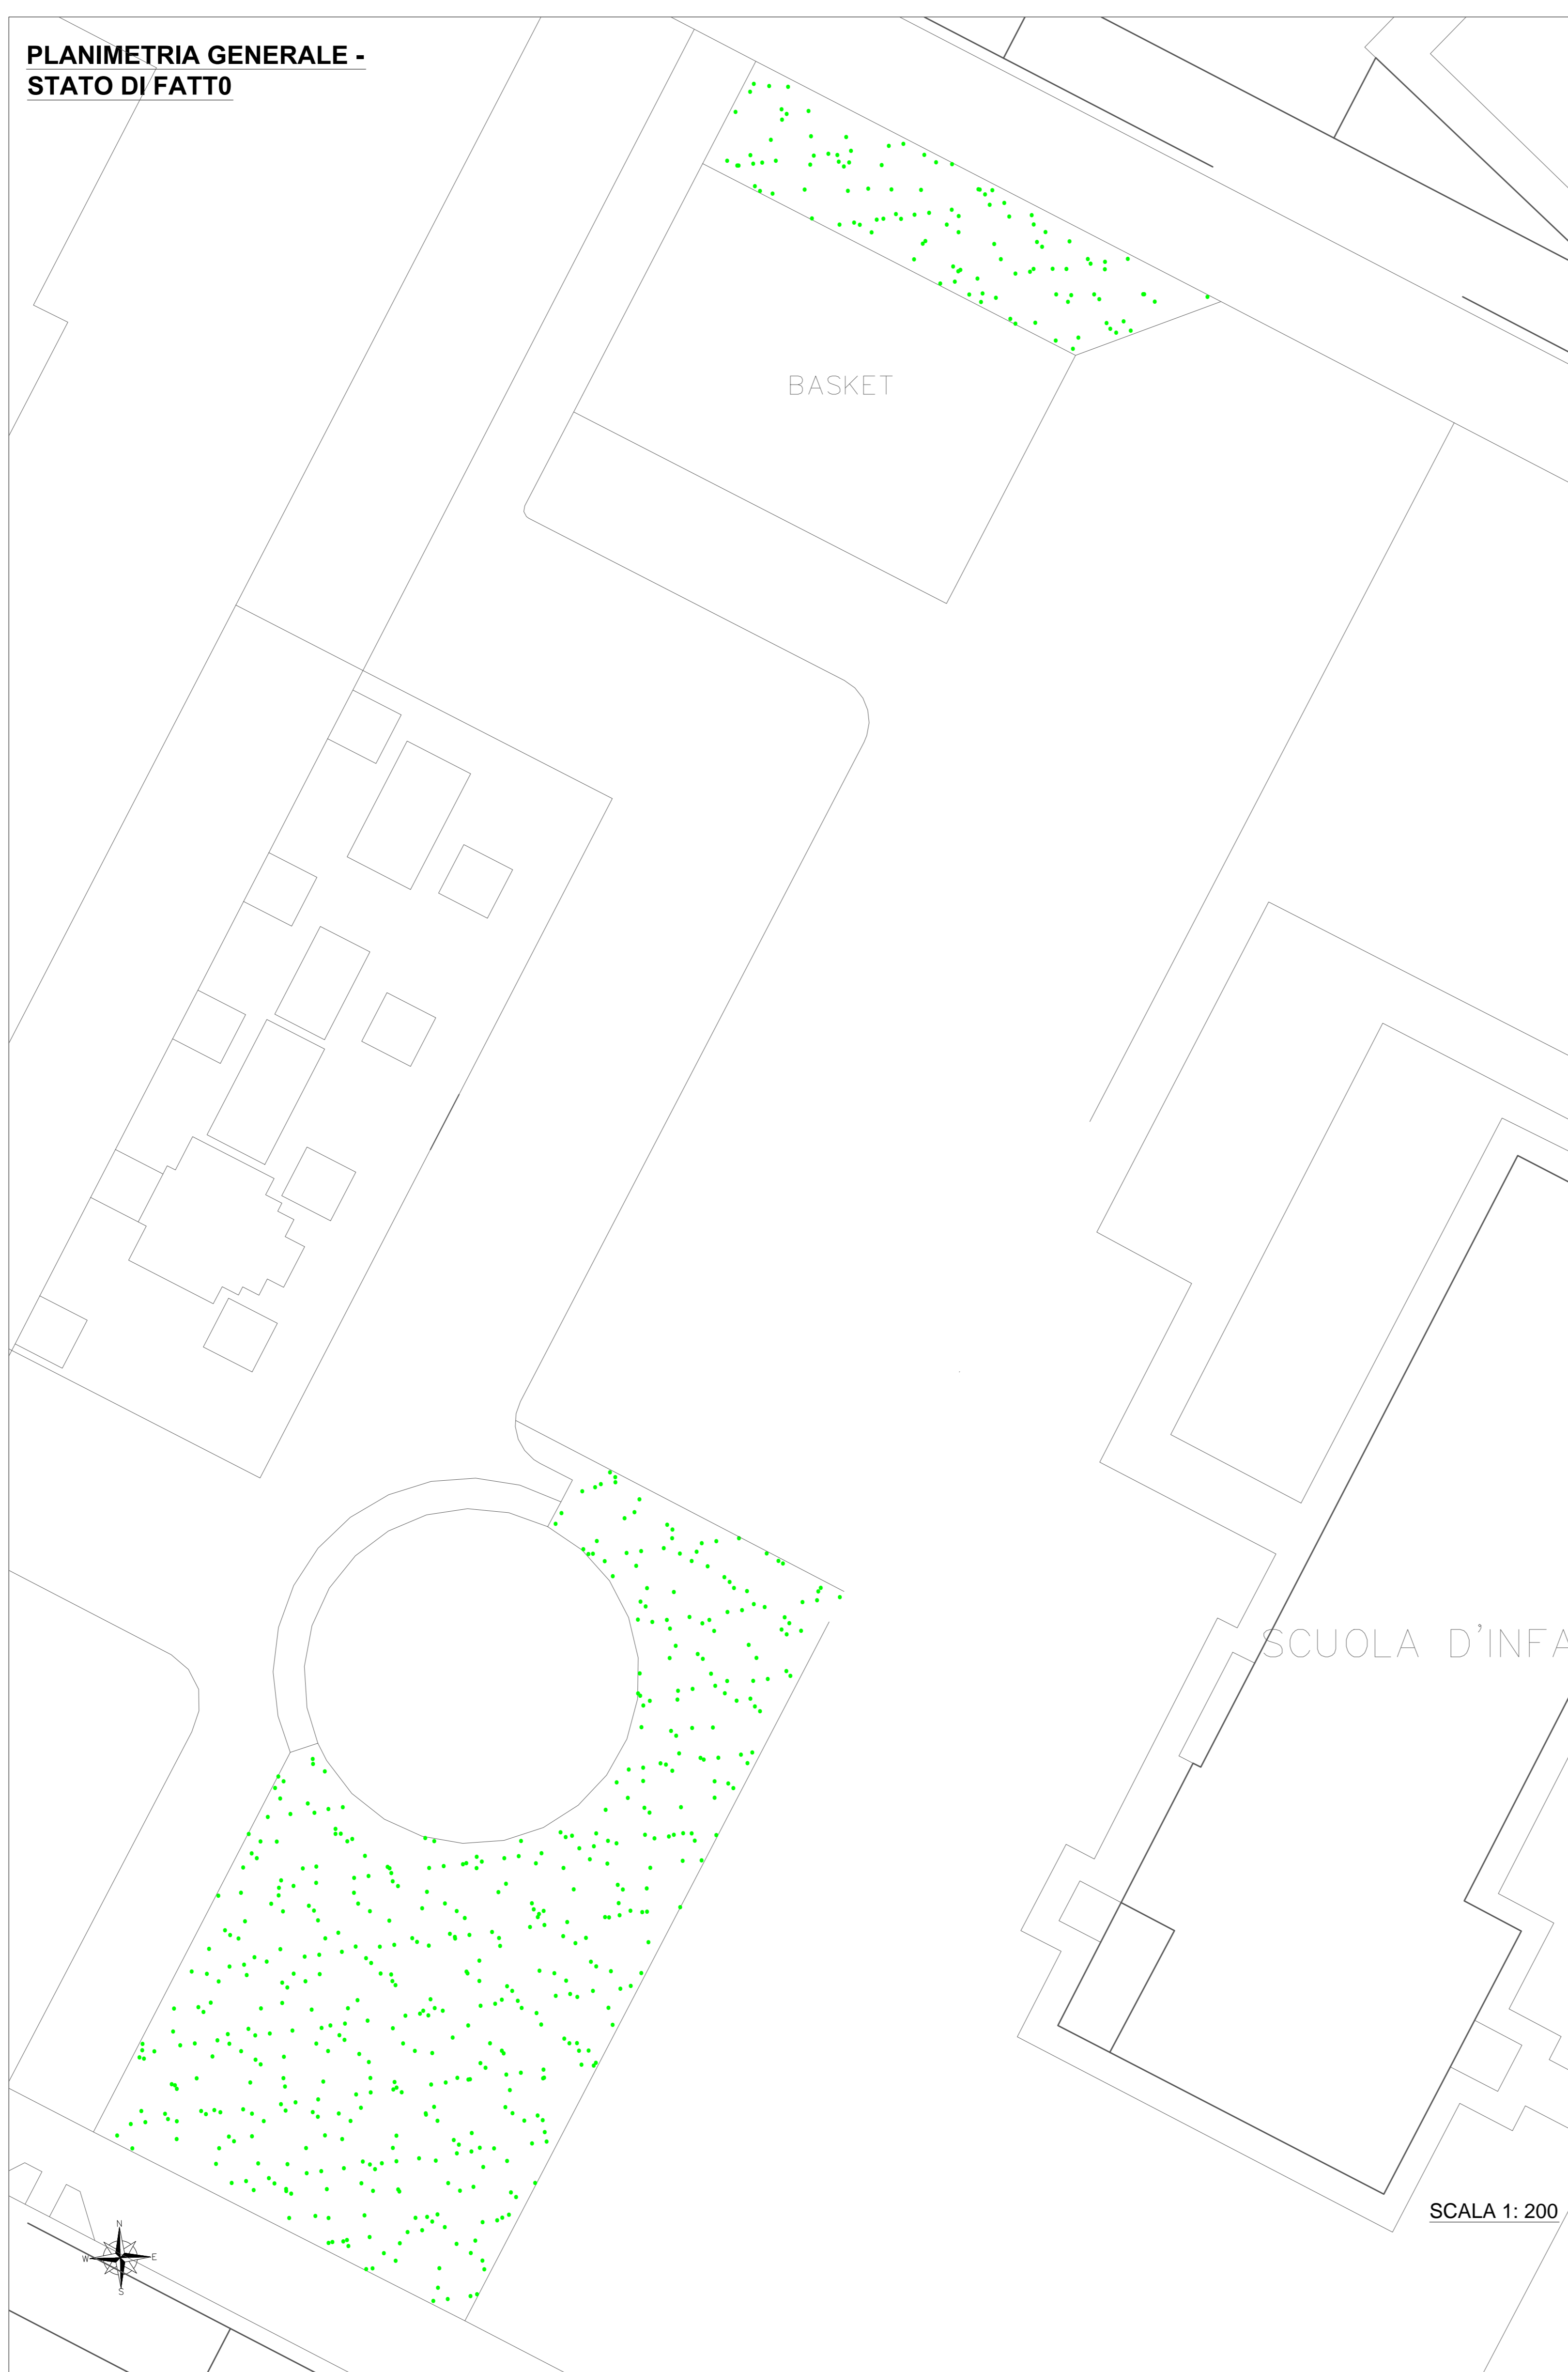 PLANIMETRIA GENERALE -
STATO DI FATT0
BASKET
SCUOLA D'INFA
SCALA 1: 200
N
W E
S